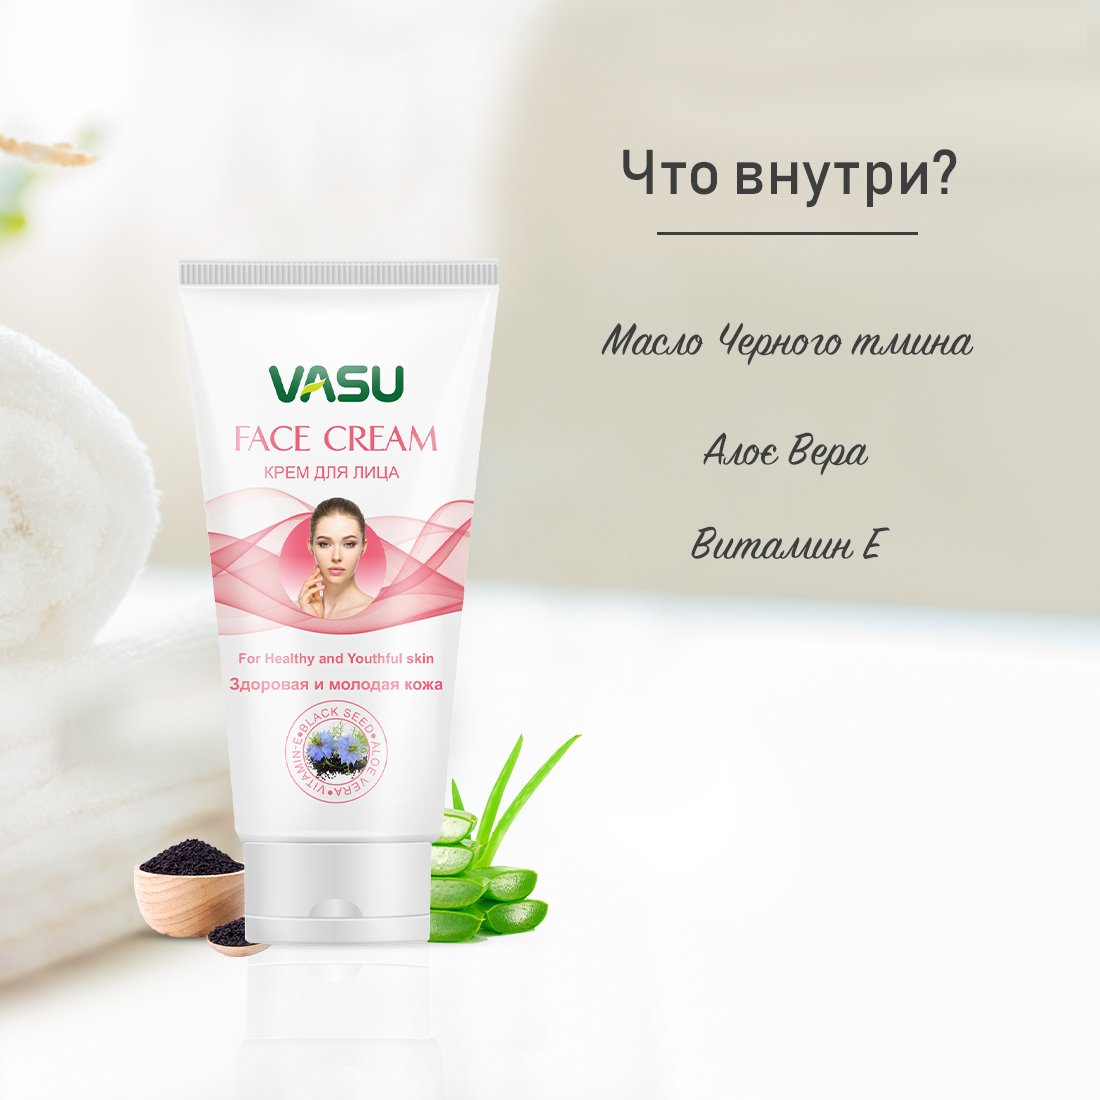 Что внутри?
Масло Черного тмина
Алоє Вера
Витамин Е
VASU
FACE CREAM
КРЕМ ДЛЯ ЛИЦА
For Healthy and Youthful skin
Здоровая и молодая кожа
VITAMIN-E•BLACK SEED•ALOE VERA•